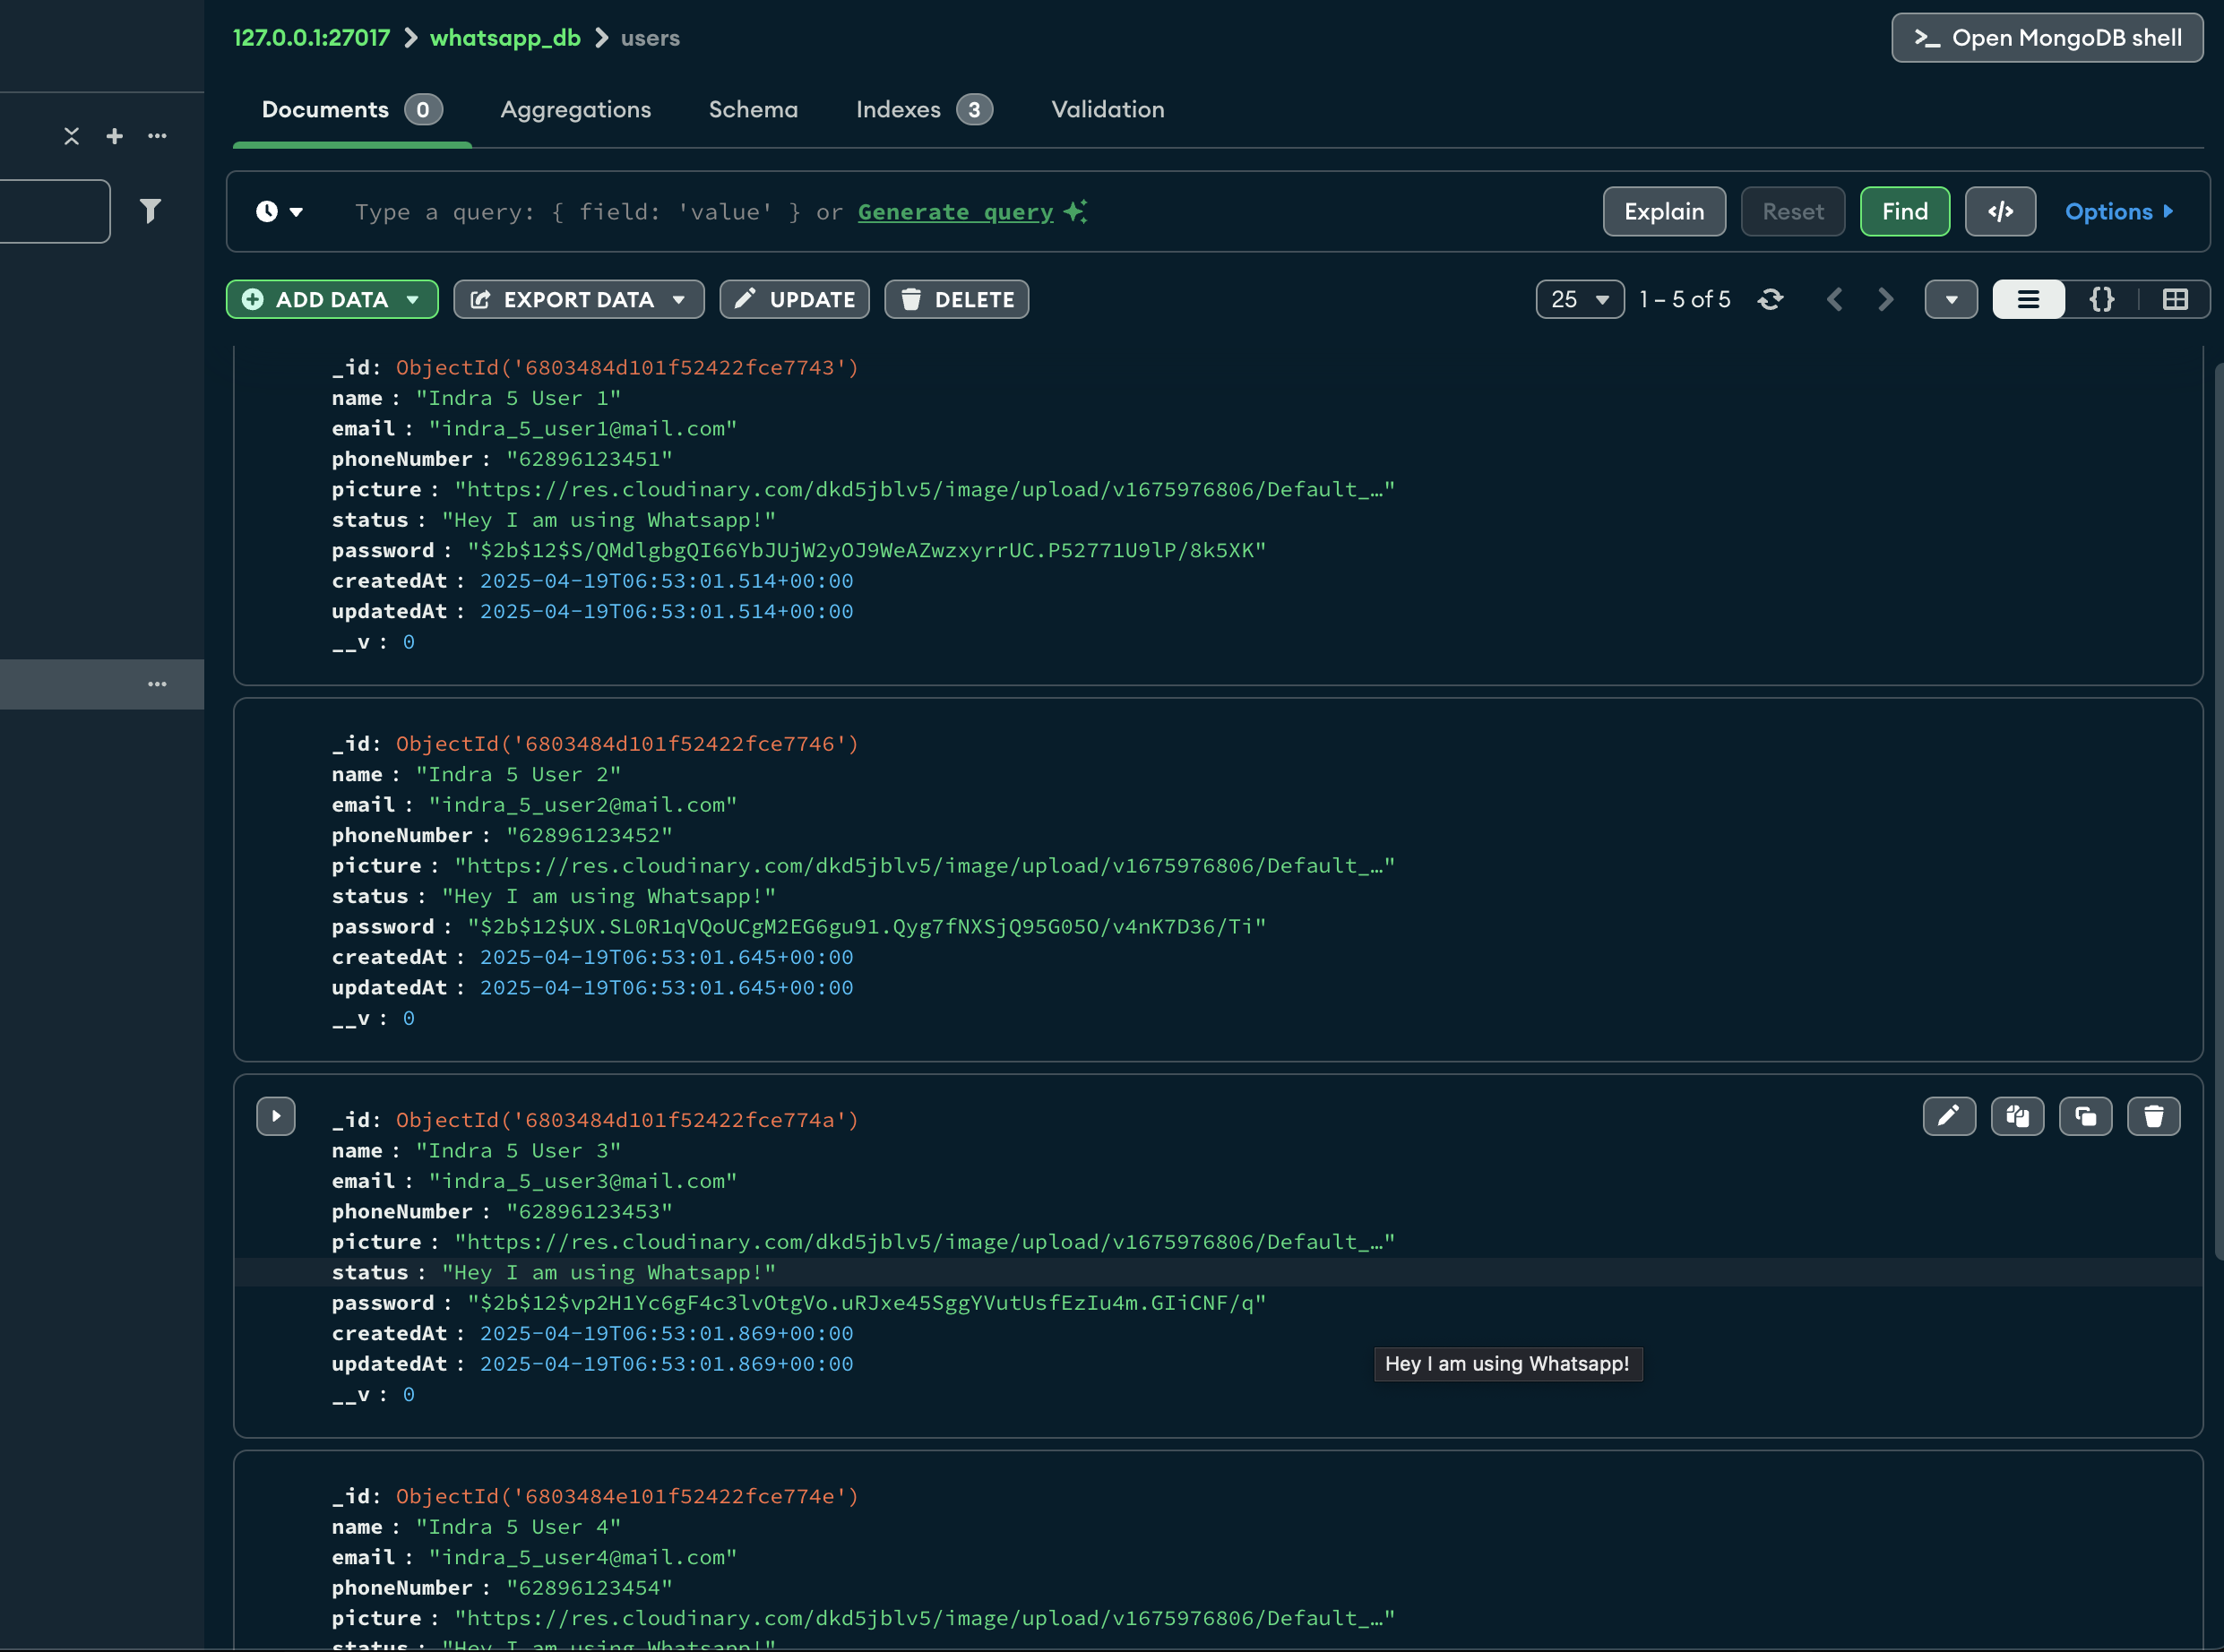 127.0.0.1:27017 > whatsapp_db > users
>_ Open MongoDB shell
Documents 0 Aggregations Schema Indexes 3 Validation
Type a query: { field: 'value' } or Generate query
Explain Reset Find </> Options
ADD DATA EXPORT DATA UPDATE DELETE 25 1 – 5 of 5 {}
_id: ObjectId('6803484d101f52422fce7743')
name : "Indra 5 User 1"
email : "indra_5_user1@mail.com"
phoneNumber : "62896123451"
picture : "https://res.cloudinary.com/dkd5jblv5/image/upload/v1675976806/Default_…"
status : "Hey I am using Whatsapp!"
password : "$2b$12$S/QMdlgbgQI66YbJUjW2yOJ9WeAZwzxyrrUC.P52771U9lP/8k5XK"
createdAt : 2025-04-19T06:53:01.514+00:00
updatedAt : 2025-04-19T06:53:01.514+00:00
__v : 0
_id: ObjectId('6803484d101f52422fce7746')
name : "Indra 5 User 2"
email : "indra_5_user2@mail.com"
phoneNumber : "62896123452"
picture : "https://res.cloudinary.com/dkd5jblv5/image/upload/v1675976806/Default_…"
status : "Hey I am using Whatsapp!"
password : "$2b$12$UX.SL0R1qVQoUCgM2EG6gu91.Qyg7fNXSjQ95G05O/v4nK7D36/Ti"
createdAt : 2025-04-19T06:53:01.645+00:00
updatedAt : 2025-04-19T06:53:01.645+00:00
__v : 0
_id: ObjectId('6803484d101f52422fce774a')
name : "Indra 5 User 3"
email : "indra_5_user3@mail.com"
phoneNumber : "62896123453"
picture : "https://res.cloudinary.com/dkd5jblv5/image/upload/v1675976806/Default_…"
status : "Hey I am using Whatsapp!"
password : "$2b$12$vp2H1Yc6gF4c3lvOtgVo.uRJxe45SggYVutUsfEzIu4m.GIiCNF/q"
createdAt : 2025-04-19T06:53:01.869+00:00
updatedAt : 2025-04-19T06:53:01.869+00:00
Hey I am using Whatsapp!
__v : 0
_id: ObjectId('6803484e101f52422fce774e')
name : "Indra 5 User 4"
email : "indra_5_user4@mail.com"
phoneNumber : "62896123454"
picture : "https://res.cloudinary.com/dkd5jblv5/image/upload/v1675976806/Default_…"
status : "Hey I am using Whatsapp!"